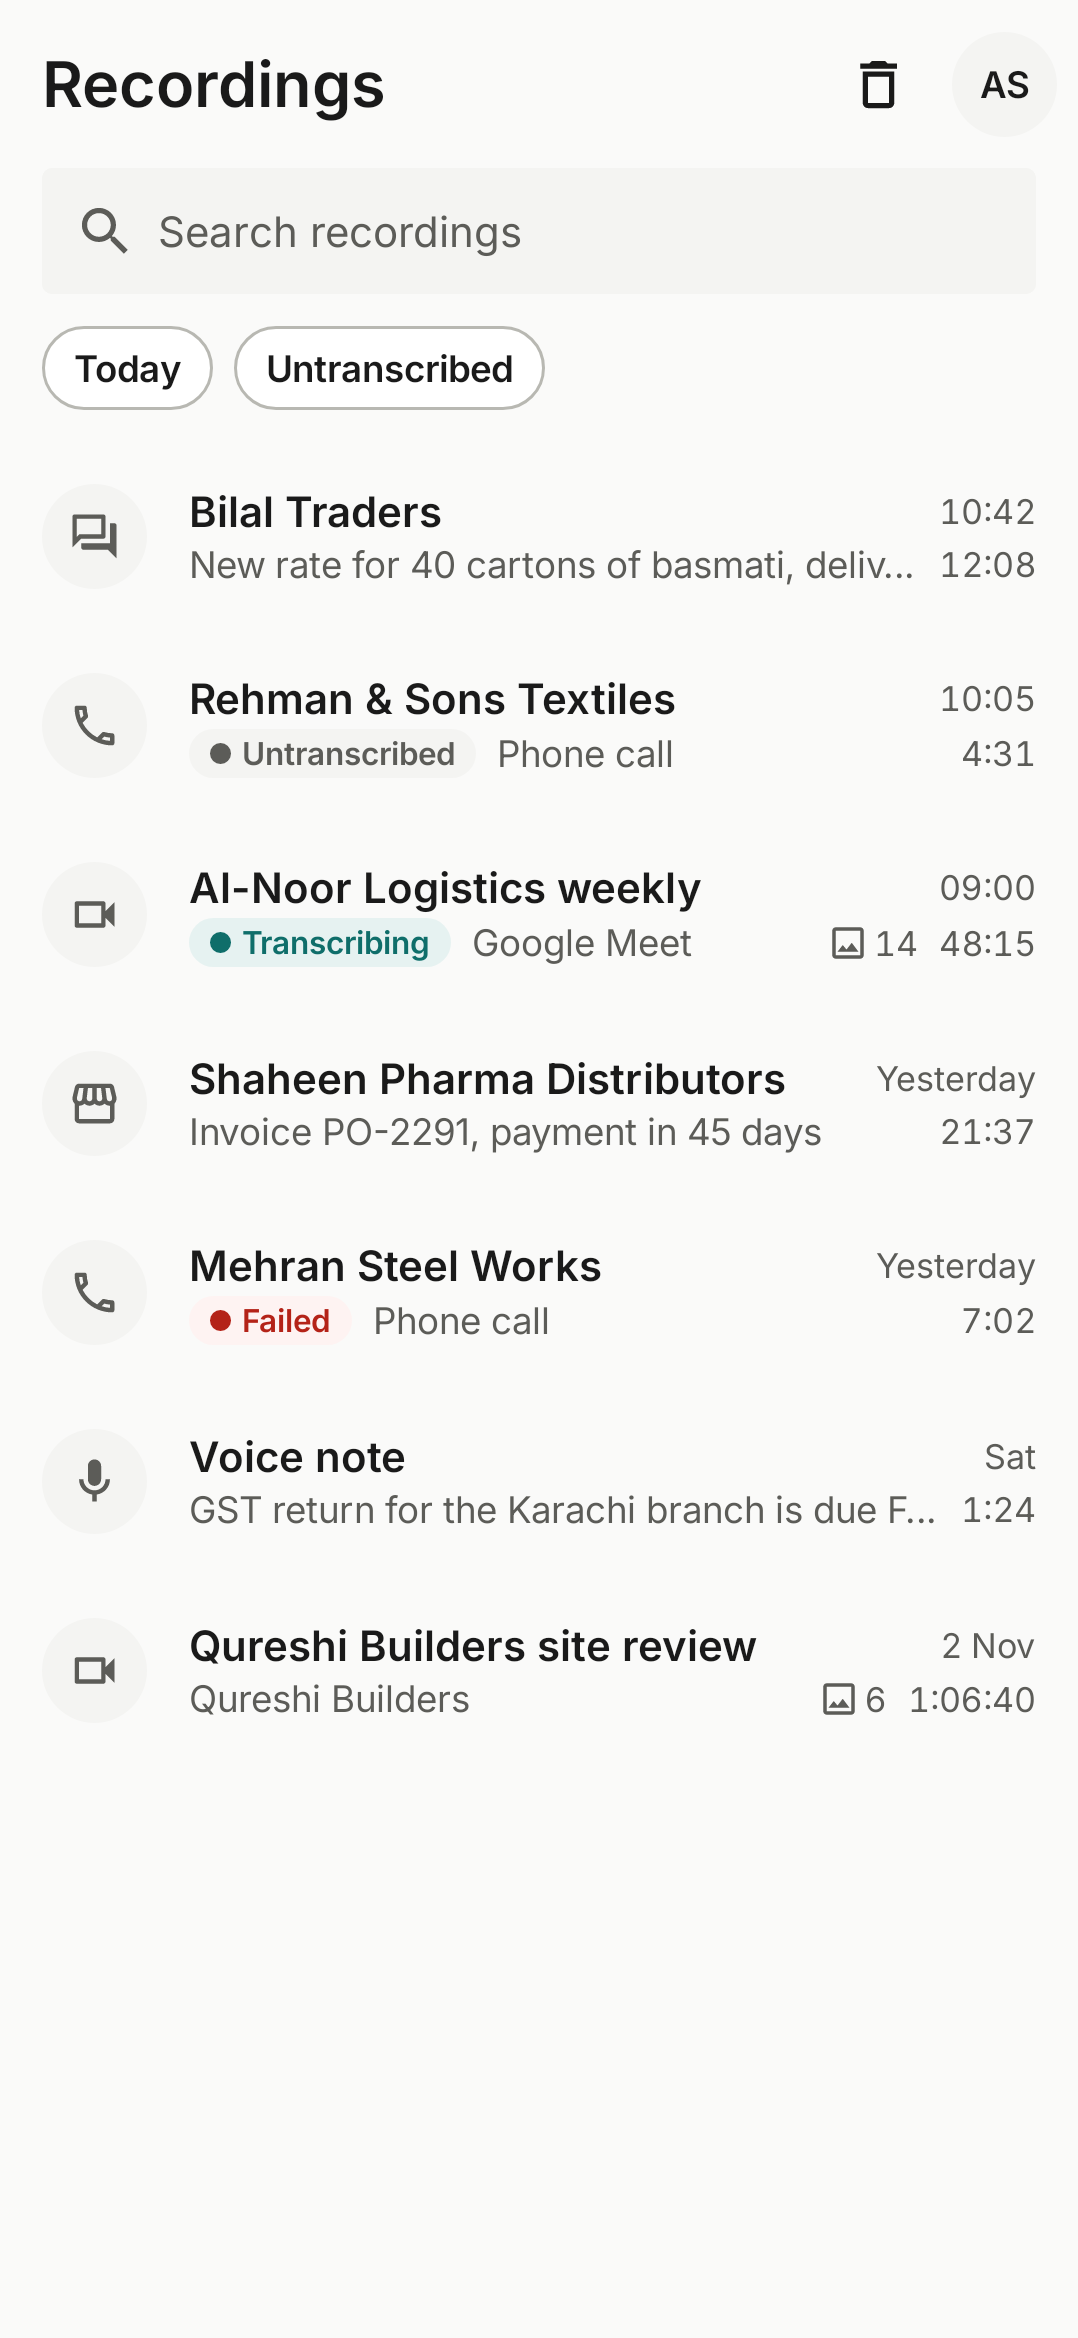 Recordings
AS
Search recordings
Today
Untranscribed
Bilal Traders 10:42
New rate for 40 cartons of basmati, deliv... 12:08
Rehman & Sons Textiles 10:05
Untranscribed Phone call 4:31
Al-Noor Logistics weekly 09:00
Transcribing Google Meet 14 48:15
Shaheen Pharma Distributors Yesterday
Invoice PO-2291, payment in 45 days 21:37
Mehran Steel Works Yesterday
Failed Phone call 7:02
Voice note Sat
GST return for the Karachi branch is due F... 1:24
Qureshi Builders site review 2 Nov
Qureshi Builders 6 1:06:40